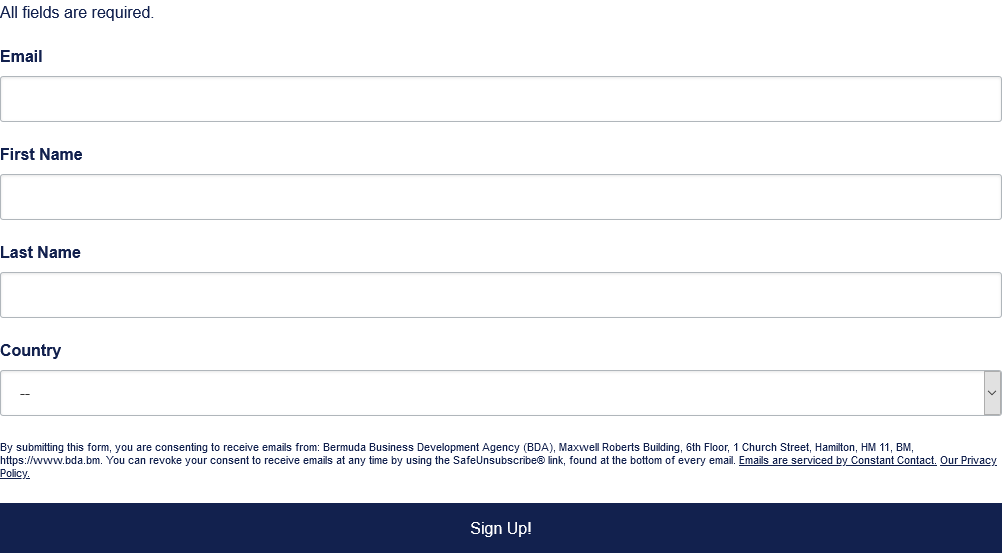 All fields are required.
Email
First Name
Last Name
Country
--
By submitting this form, you are consenting to receive emails from: Bermuda Business Development Agency (BDA), Maxwell Roberts Building, 6th Floor, 1 Church Street, Hamilton, HM 11, BM,
https://www.bda.bm. You can revoke your consent to receive emails at any time by using the SafeUnsubscribe® link, found at the bottom of every email. Emails are serviced by Constant Contact. Our Privacy
Policy.
Sign Up!